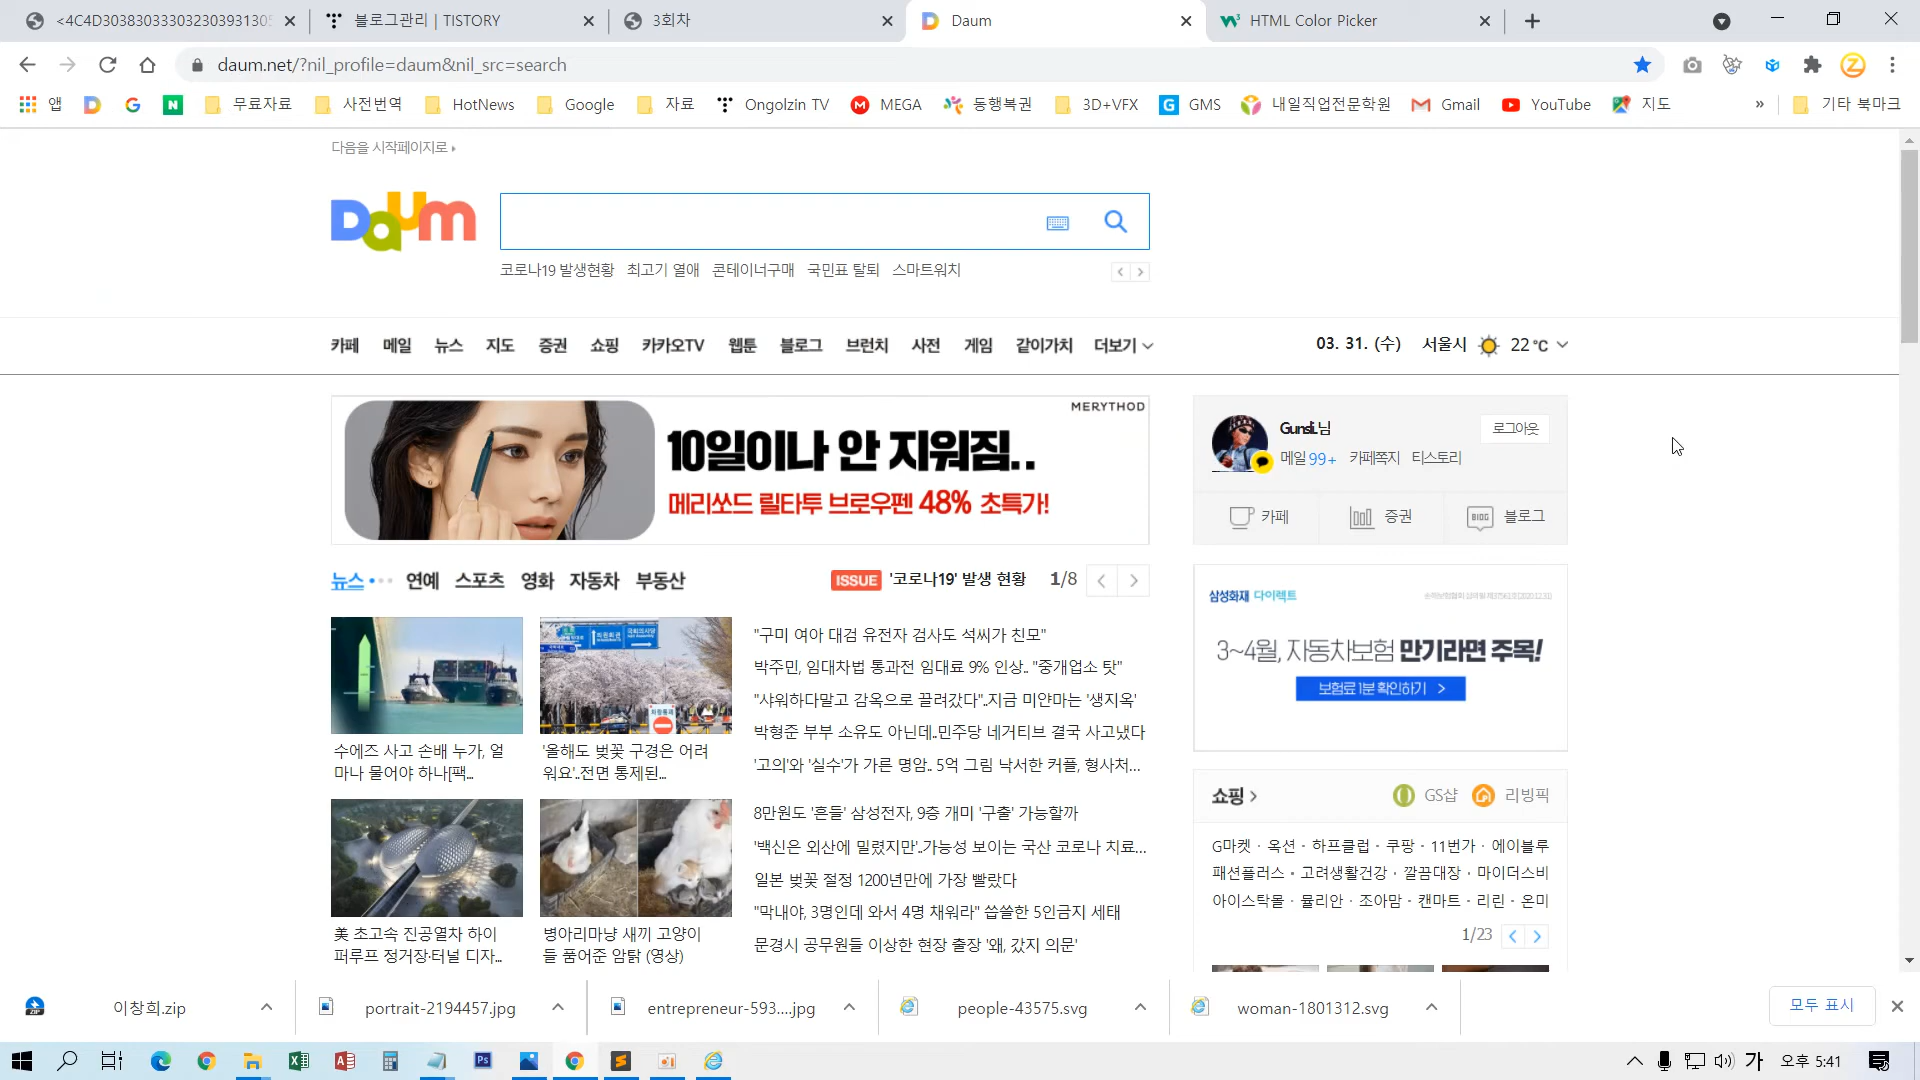 <4C4D303830333032303931305
블로그관리 | TISTORY
3회차
Daum
HTML Color Picker
daum.net/?nil_profile=daum&nil_src=search
앱
무료자료
사전번역
HotNews
Google
자료
Ongolzin TV
MEGA
동행복권
3D+VFX
GMS
내일직업전문학원
Gmail
YouTube
지도
»
기타 북마크
다음을 시작페이지로
Daum
코로나19 발생현황 최고기 열애 콘테이너구매 국민표 탈퇴 스마트워치
카페 메일 뉴스 지도 증권 쇼핑 카카오TV 웹툰 블로그 브런치 사전 게임 같이가치 더보기
03. 31. (수) 서울시 22℃
MERYTHOD
10일이나 안 지워짐..
메리쏘드 릴타투 브로우펜 48% 초특가!
Gunsil.님
로그아웃
메일 99+ 카페쪽지 티스토리
카페 증권 블로그
뉴스 연예 스포츠 영화 자동차 부동산
ISSUE '코로나19' 발생 현황 1/8
수에즈 사고 손배 누가, 얼
마나 물어야 하나[팩...
'올해도 벚꽃 구경은 어려
워요'..전면 통제된...
美 초고속 진공열차 하이
퍼루프 정거장·터널 디자...
병아리마냥 새끼 고양이
들 품어준 암탉 (영상)
"구미 여아 대검 유전자 검사도 석씨가 친모"
박주민, 임대차법 통과전 임대료 9% 인상.. "중개업소 탓"
"샤워하다말고 감옥으로 끌려갔다"..지금 미얀마는 '생지옥'
박형준 부부 소유도 아닌데..민주당 네거티브 결국 사고냈다
'고의'와 '실수'가 가른 명암.. 5억 그림 낙서한 커플, 형사처...
8만원도 '흔들' 삼성전자, 9층 개미 '구출' 가능할까
'백신은 외산에 밀렸지만'..가능성 보이는 국산 코로나 치료...
일본 벚꽃 절정 1200년만에 가장 빨랐다
"막내야, 3명인데 와서 4명 채워라" 씁쓸한 5인금지 세태
문경시 공무원들 이상한 현장 출장 '왜, 갔지 의문'
삼성화재 다이렉트
3~4월, 자동차보험 만기라면 주목!
보험료 1분 확인하기 >
쇼핑 >
GS샵 리빙픽
G마켓 · 옥션 · 하프클럽 · 쿠팡 · 11번가 · 에이블루
패션플러스 · 고려생활건강 · 깔끔대장 · 마이더스비
아이스탁몰 · 뮬리안 · 조아맘 · 캔마트 · 리린 · 온미
1/23
이창희.zip
portrait-2194457.jpg
entrepreneur-593....jpg
people-43575.svg
woman-1801312.svg
모두 표시
가
오후 5:41